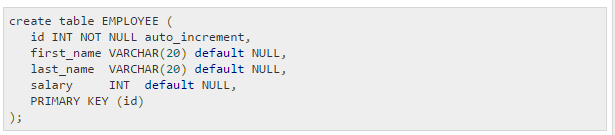 create table EMPLOYEE (
   id INT NOT NULL auto_increment,
   first_name VARCHAR(20) default NULL,
   last_name  VARCHAR(20) default NULL,
   salary     INT  default NULL,
   PRIMARY KEY (id)
);